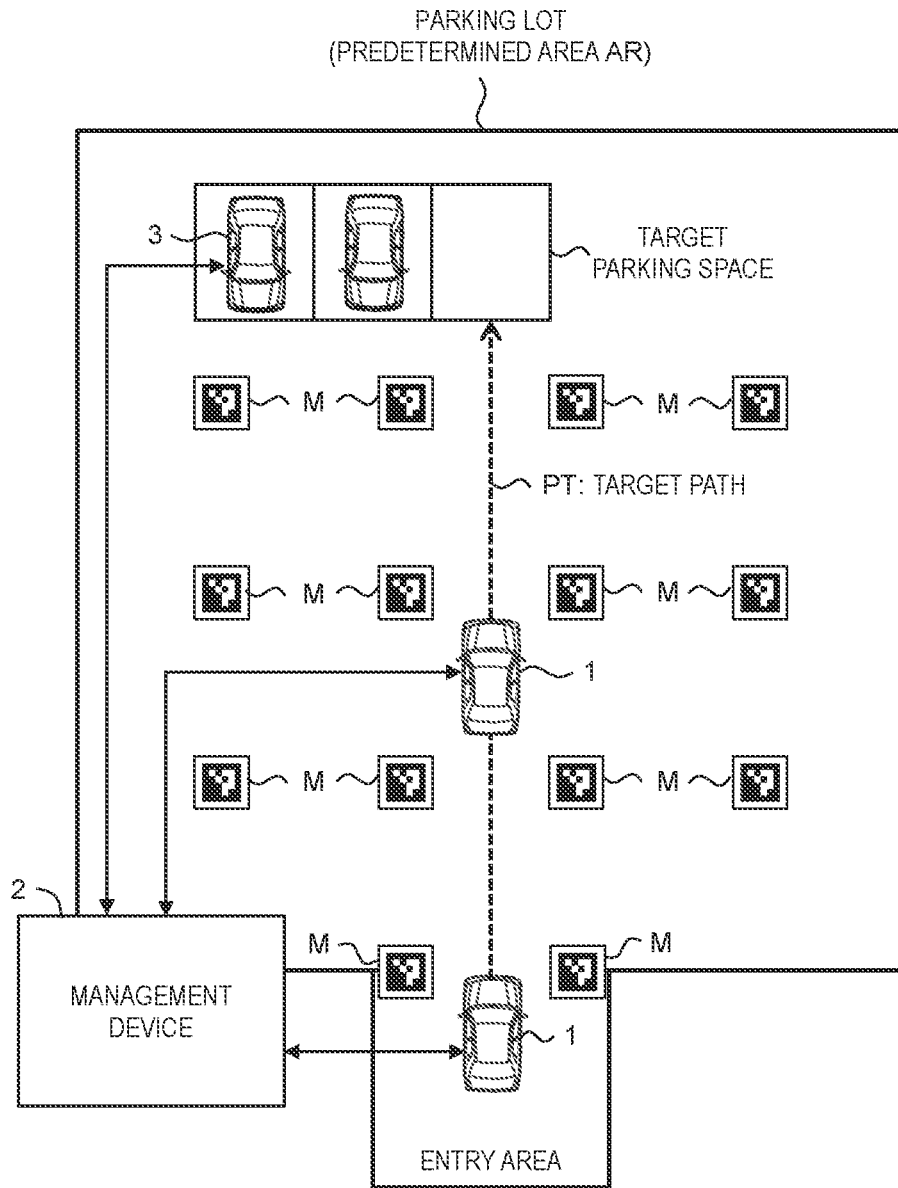 PARKING LOT
(PREDETERMINED AREA AR)
3
TARGET
PARKING SPACE
M M
PT: TARGET PATH
M M
1
M M
2
M M
MANAGEMENT
DEVICE
1
ENTRY AREA